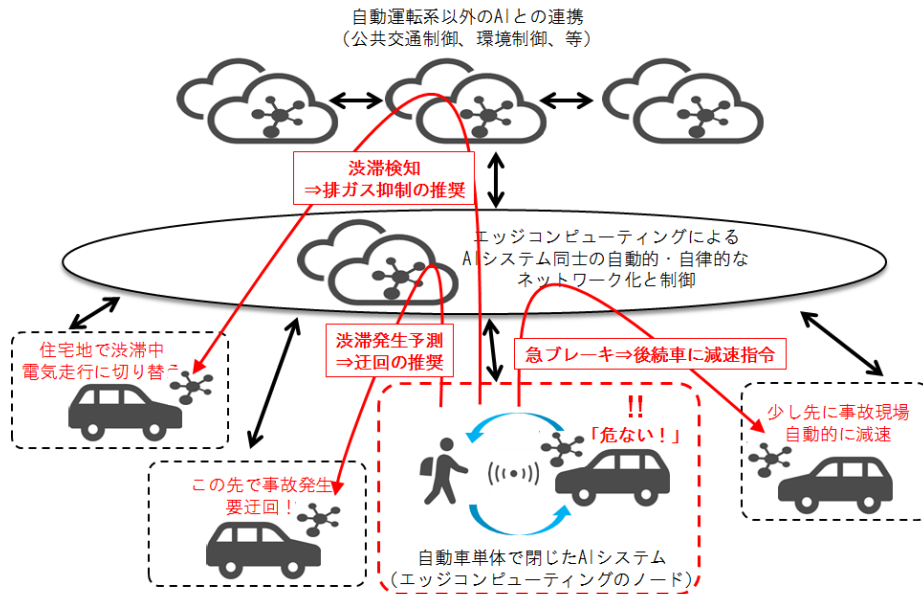 自動運転系以外のAIとの連携
（公共交通制御、環境制御、等）
渋滞検知
⇒排ガス抑制の推奨
エッジコンピューティングによる
AIシステム同士の自動的・自律的な
ネットワーク化と制御
渋滞発生予測
⇒迂回の推奨
急ブレーキ⇒後続車に減速指令
住宅地で渋滞中
電気走行に切り替え
この先で事故発生
要迂回！
!!
「危ない！」
少し先に事故現場
自動的に減速
自動車単体で閉じたAIシステム
（エッジコンピューティングのノード）